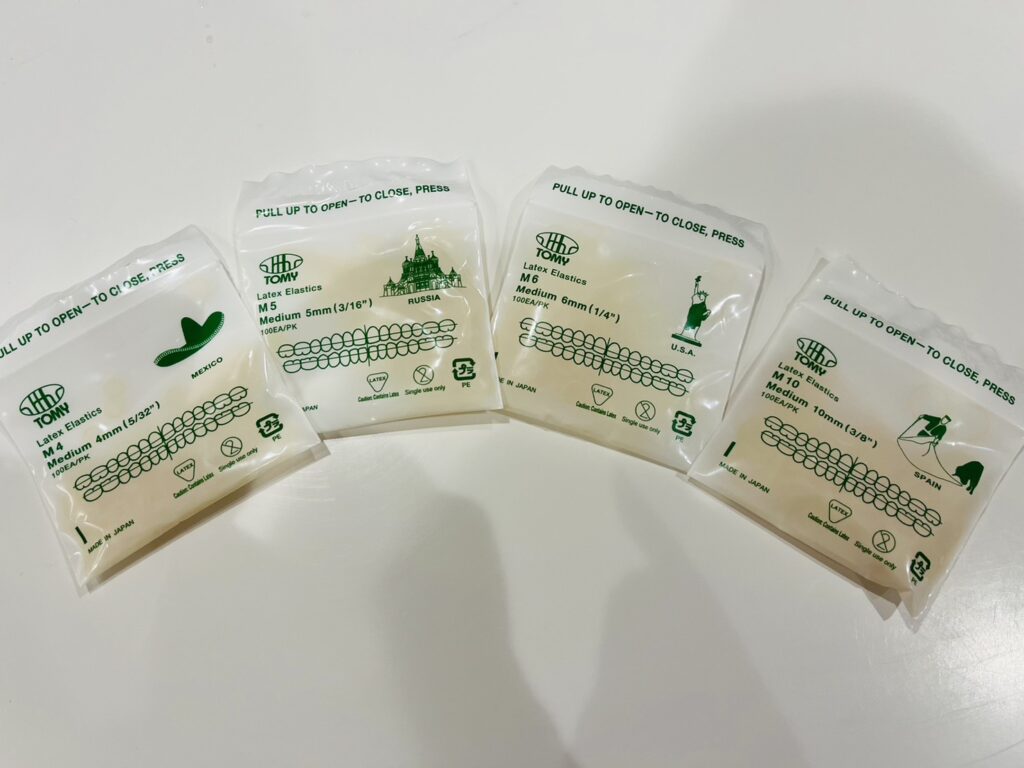 PULL UP TO OPEN—TO CLOSE, PRESS
TOMY
MEXICO
Latex Elastics
M 4
Medium 4mm (5/32")
100EA/PK
LATEX
Caution: Contains Latex
Single use only
PE
MADE IN JAPAN
PULL UP TO OPEN—TO CLOSE, PRESS
TOMY
RUSSIA
Latex Elastics
M 5
Medium 5mm (3/16")
100EA/PK
LATEX
Caution: Contains Latex
Single use only
PE
JAPAN
PULL UP TO OPEN—TO CLOSE, PRESS
TOMY
U.S.A.
Latex Elastics
M 6
Medium 6mm (1/4")
100EA/PK
LATEX
Caution: Contains Latex
Single use only
PE
MADE IN JAPAN
PULL UP TO OPEN—TO CLOSE, PRESS
TOMY
SPAIN
Latex Elastics
M 10
Medium 10mm (3/8")
100EA/PK
LATEX
Caution: Contains Latex
Single use only
PE
MADE IN JAPAN